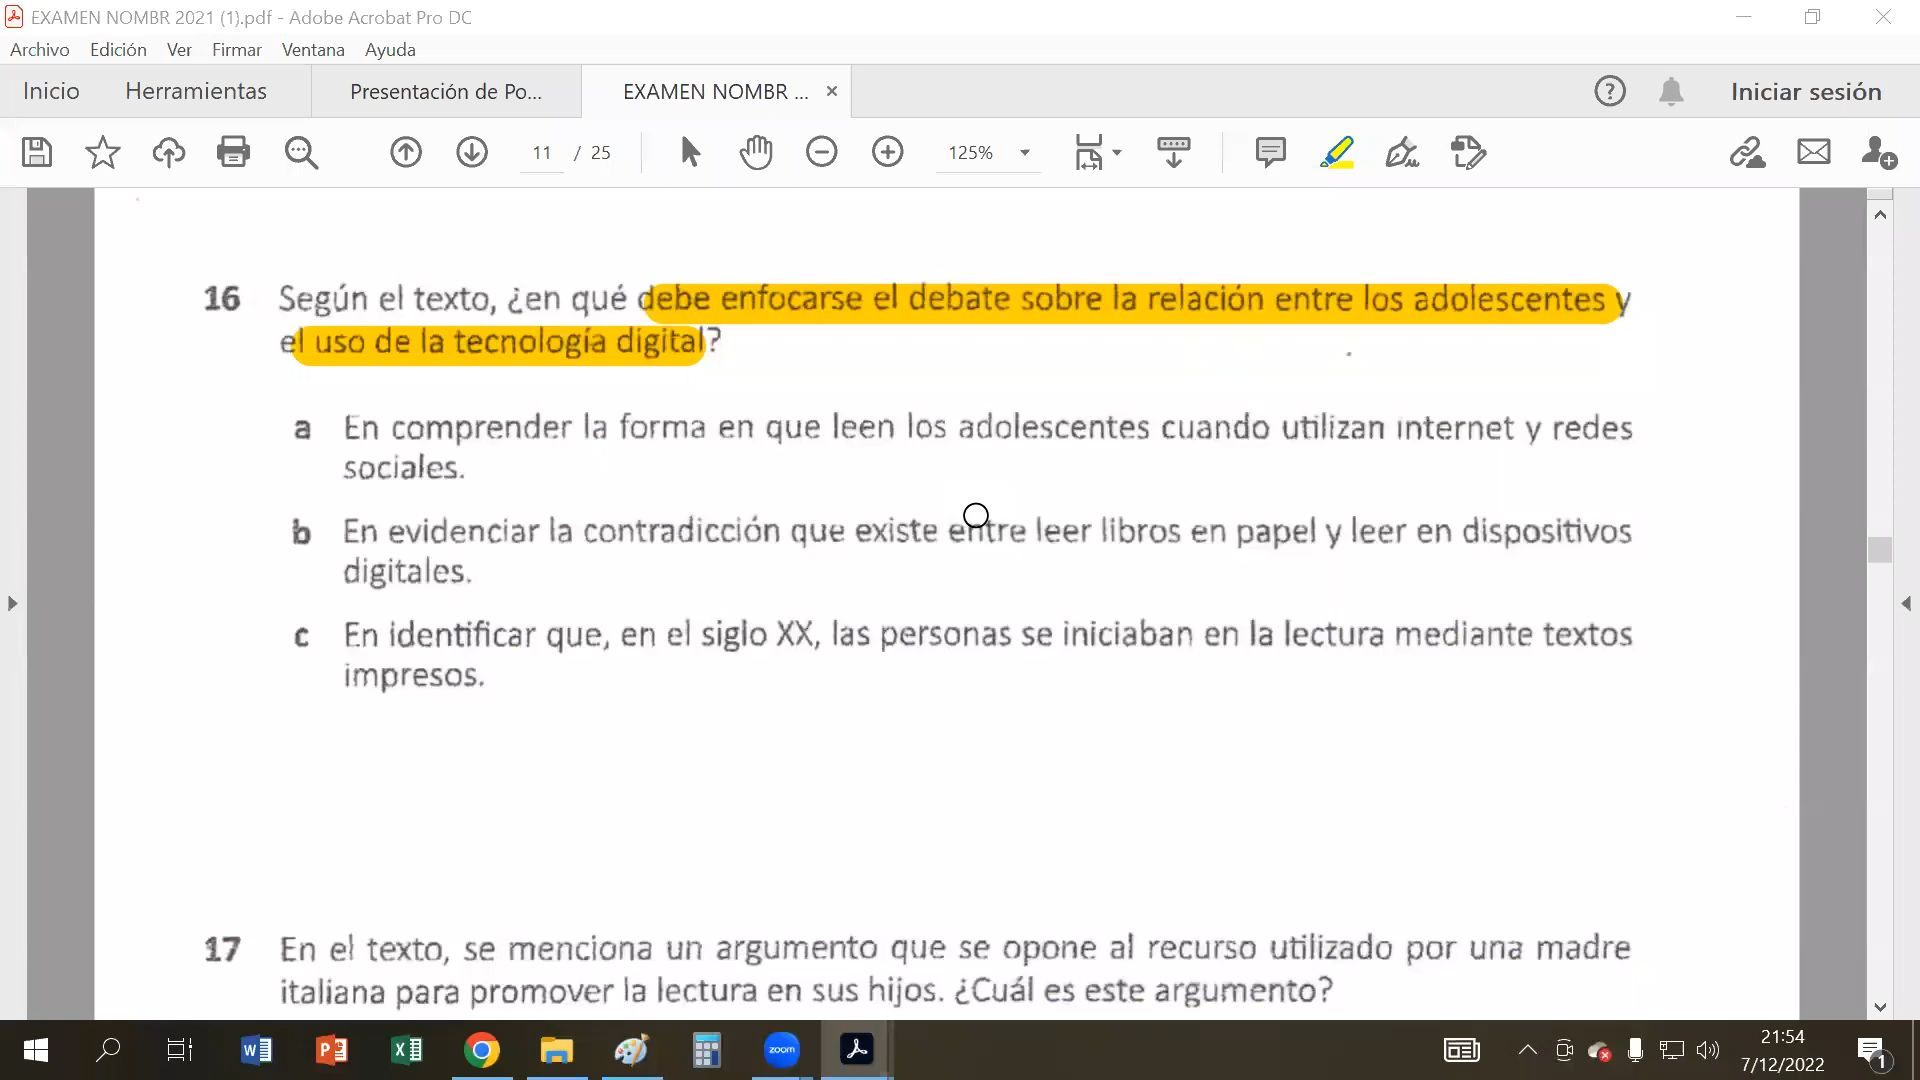 EXAMEN NOMBR 2021 (1).pdf - Adobe Acrobat Pro DC
Archivo Edición Ver Firmar Ventana Ayuda
Inicio Herramientas Presentación de Po... EXAMEN NOMBR ... × Iniciar sesión
11 / 25 125%
16 Según el texto, ¿en qué debe enfocarse el debate sobre la relación entre los adolescentes y
el uso de la tecnología digital?
a En comprender la forma en que leen los adolescentes cuando utilizan internet y redes
sociales.
b En evidenciar la contradicción que existe entre leer libros en papel y leer en dispositivos
digitales.
c En identificar que, en el siglo XX, las personas se iniciaban en la lectura mediante textos
impresos.
17 En el texto, se menciona un argumento que se opone al recurso utilizado por una madre
italiana para promover la lectura en sus hijos. ¿Cuál es este argumento?
zoom
21:54
7/12/2022
1